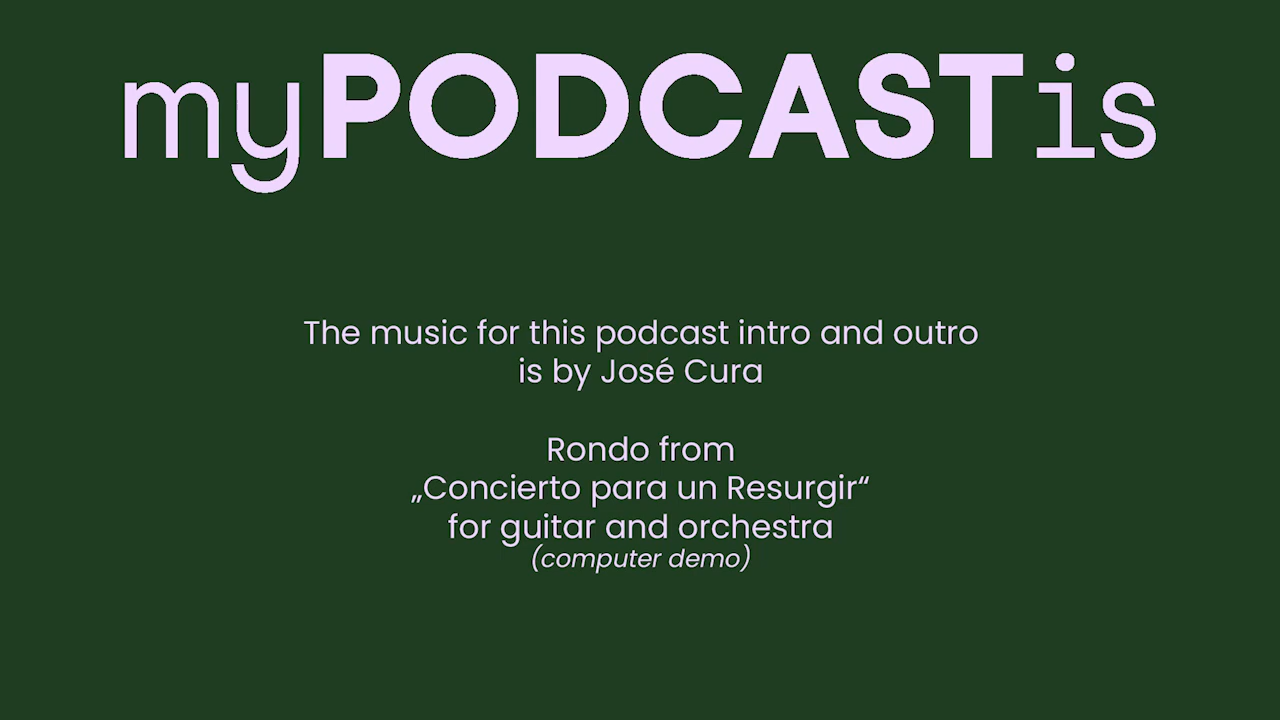 myPODCASTis
The music for this podcast intro and outro
is by José Cura
Rondo from
„Concierto para un Resurgir“
for guitar and orchestra
(computer demo)